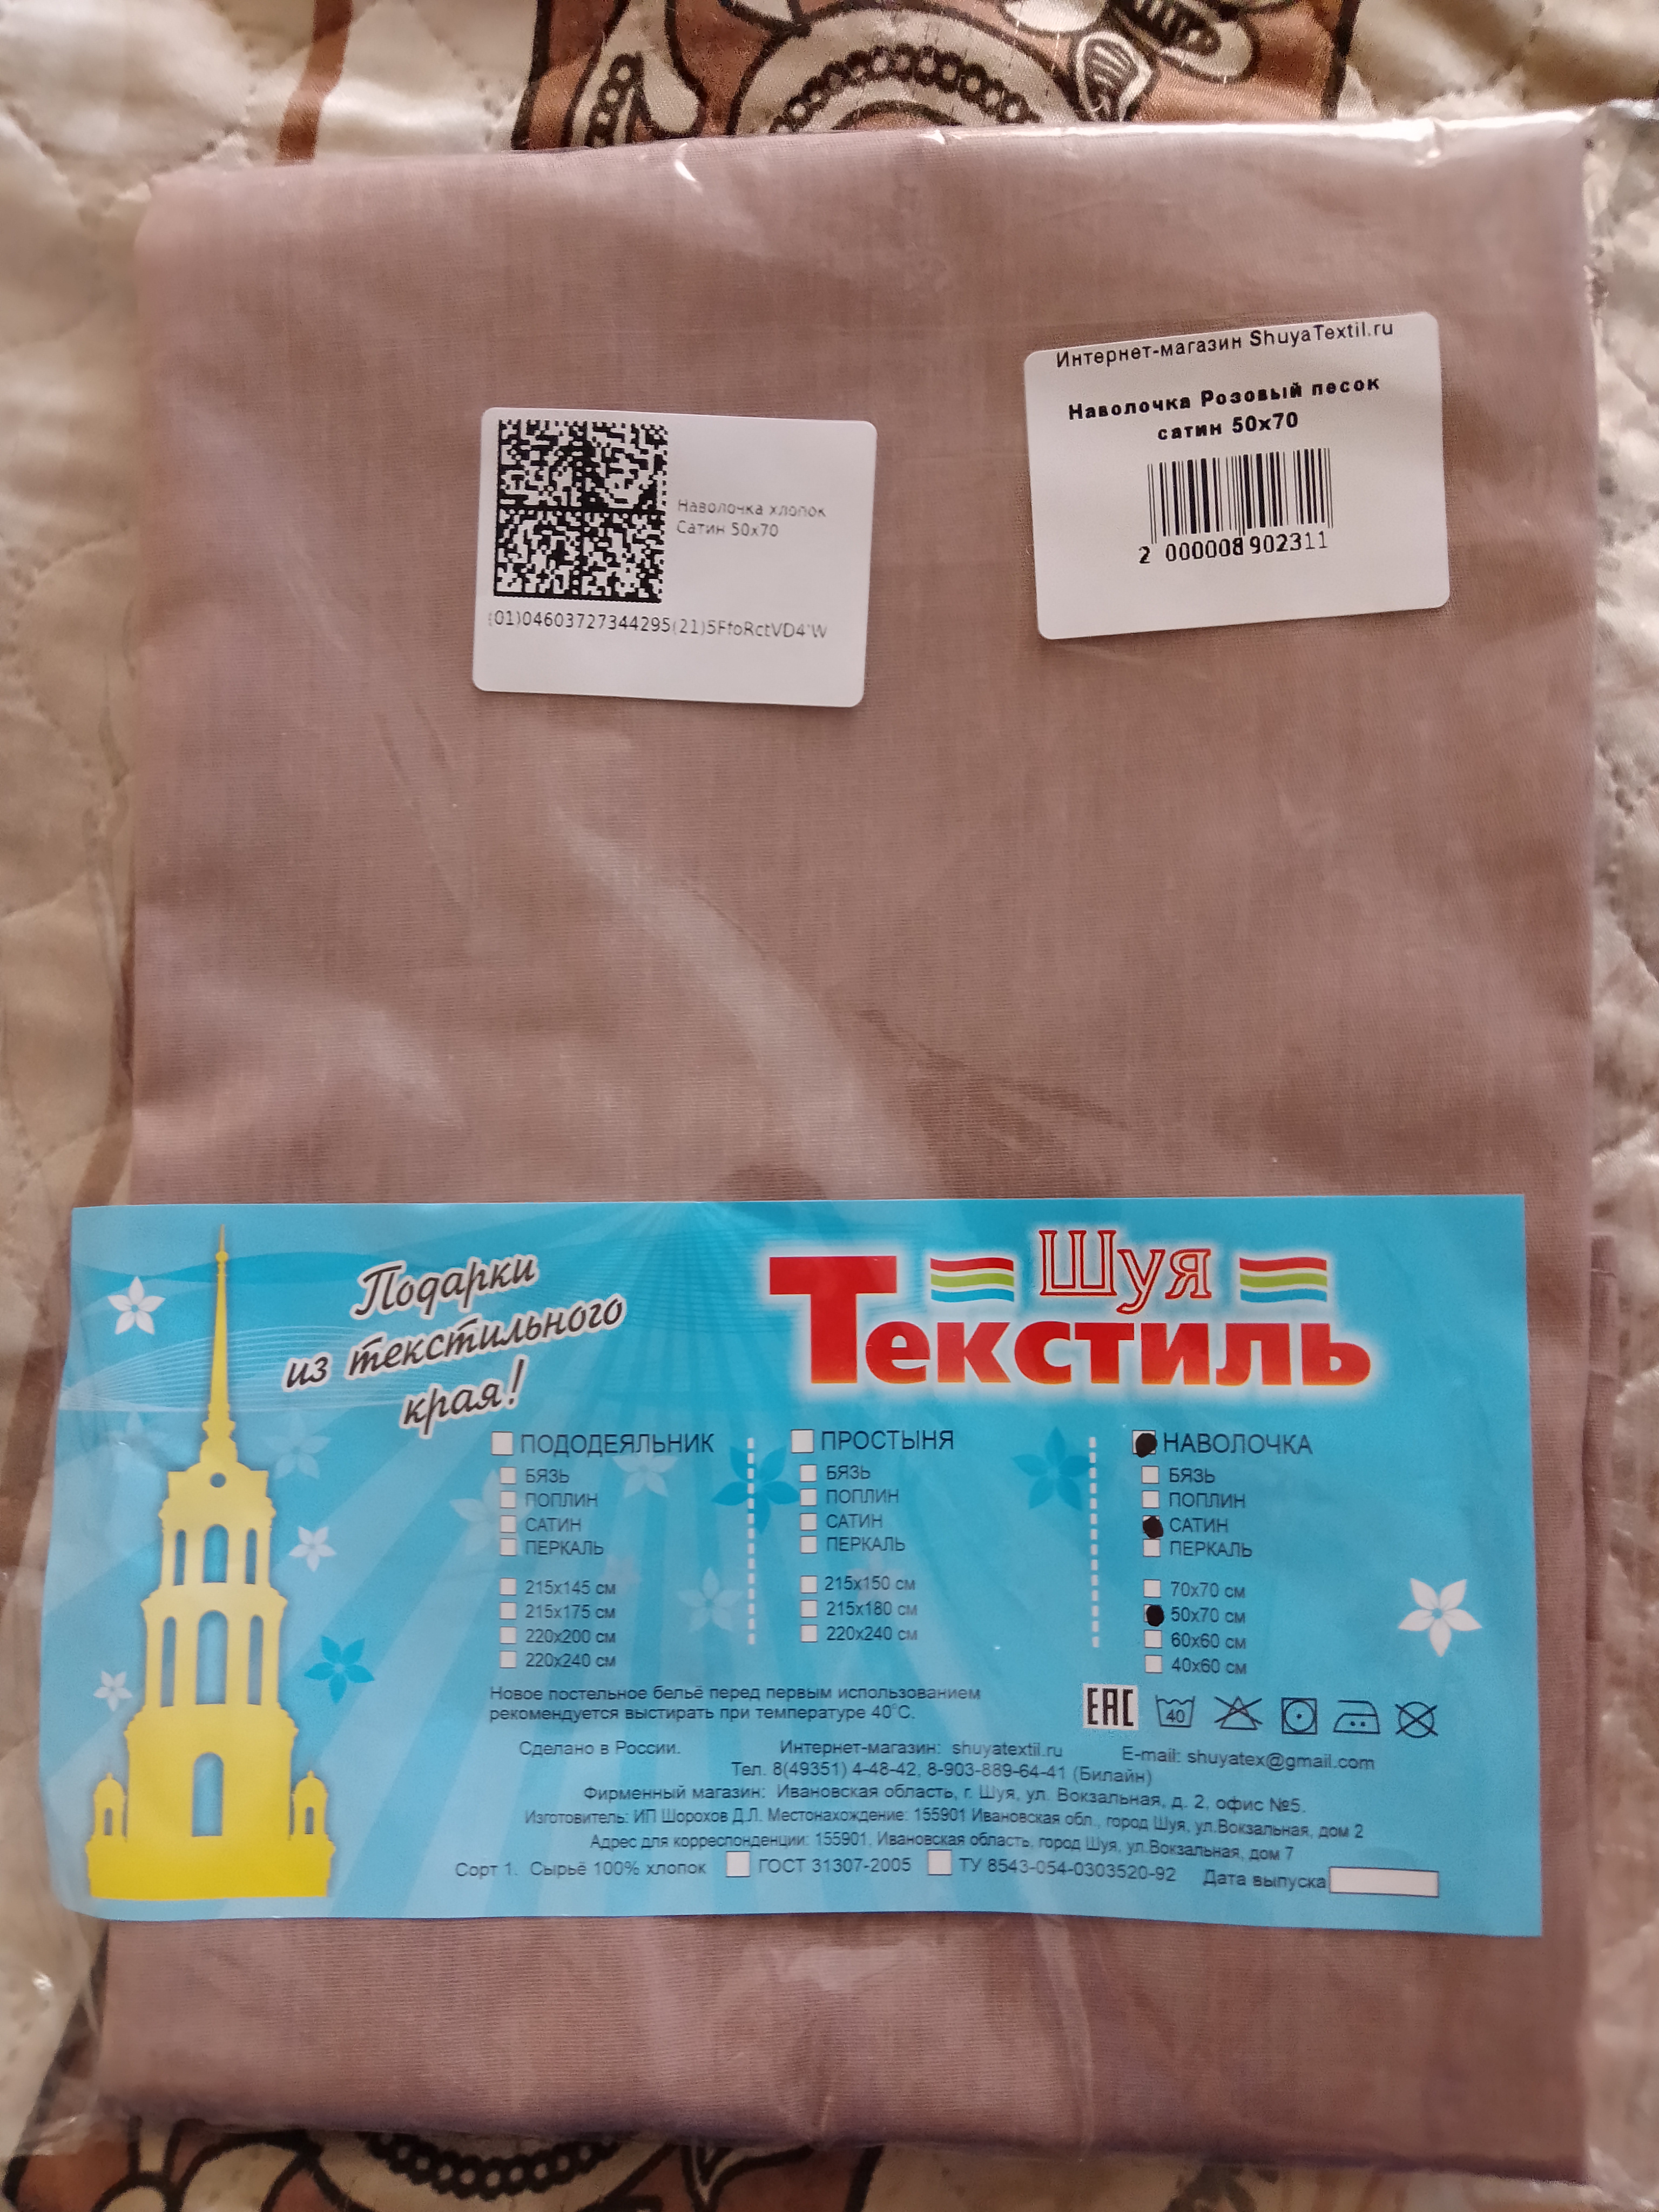 Интернет-магазин ShuyaTextil.ru
Наволочка Розовый песок
сатин 50х70
2 000008 902311
Наволочка хлопок
Сатин 50х70
(01)04603727344295(21)5FfoRctVD4'W
Подарки
из текстильного
края!
Шуя
Текстиль
ПОДОДЕЯЛЬНИК
БЯЗЬ
ПОПЛИН
САТИН
ПЕРКАЛЬ
215х145 см
215х175 см
220х200 см
220х240 см
ПРОСТЫНЯ
БЯЗЬ
ПОПЛИН
САТИН
ПЕРКАЛЬ
215х150 см
215х180 см
220х240 см
НАВОЛОЧКА
БЯЗЬ
ПОПЛИН
САТИН
ПЕРКАЛЬ
70х70 см
50х70 см
60х60 см
40х60 см
Новое постельное бельё перед первым использованием
рекомендуется выстирать при температуре 40°С.
ЕАС
40
Сделано в России. Интернет-магазин: shuyatextil.ru E-mail: shuyatex@gmail.com
Тел. 8(49351) 4-48-42, 8-903-889-64-41 (Билайн)
Фирменный магазин: Ивановская область, г. Шуя, ул. Вокзальная, д. 2, офис №5.
Изготовитель: ИП Шорохов Д.Л. Местонахождение: 155901 Ивановская обл., город Шуя, ул.Вокзальная, дом 2
Адрес для корреспонденции: 155901, Ивановская область, город Шуя, ул.Вокзальная, дом 7
Сорт 1. Сырьё 100% хлопок ГОСТ 31307-2005 ТУ 8543-054-0303520-92 Дата выпуска